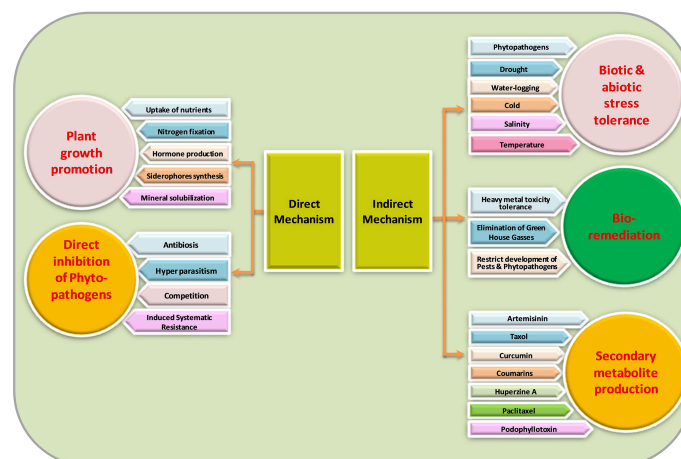 Plant
growth
promotion
Uptake of nutrients
Nitrogen fixation
Hormone production
Siderophores synthesis
Mineral solubilization
Direct
inhibition
of Phyto-
pathogens
Antibiosis
Hyper parasitism
Competition
Induced Systematic
Resistance
Direct
Mechanism
Indirect
Mechanism
Phytopathogens
Drought
Water-logging
Cold
Salinity
Temperature
Biotic &
abiotic
stress
tolerance
Heavy metal toxicity
tolerance
Elimination of Green
House Gasses
Restrict development of
Pests & Phytopathogens
Bio-
remediation
Artemisinin
Taxol
Curcumin
Coumarins
Huperzine A
Paclitaxel
Podophyllotoxin
Secondary
metabolite
production